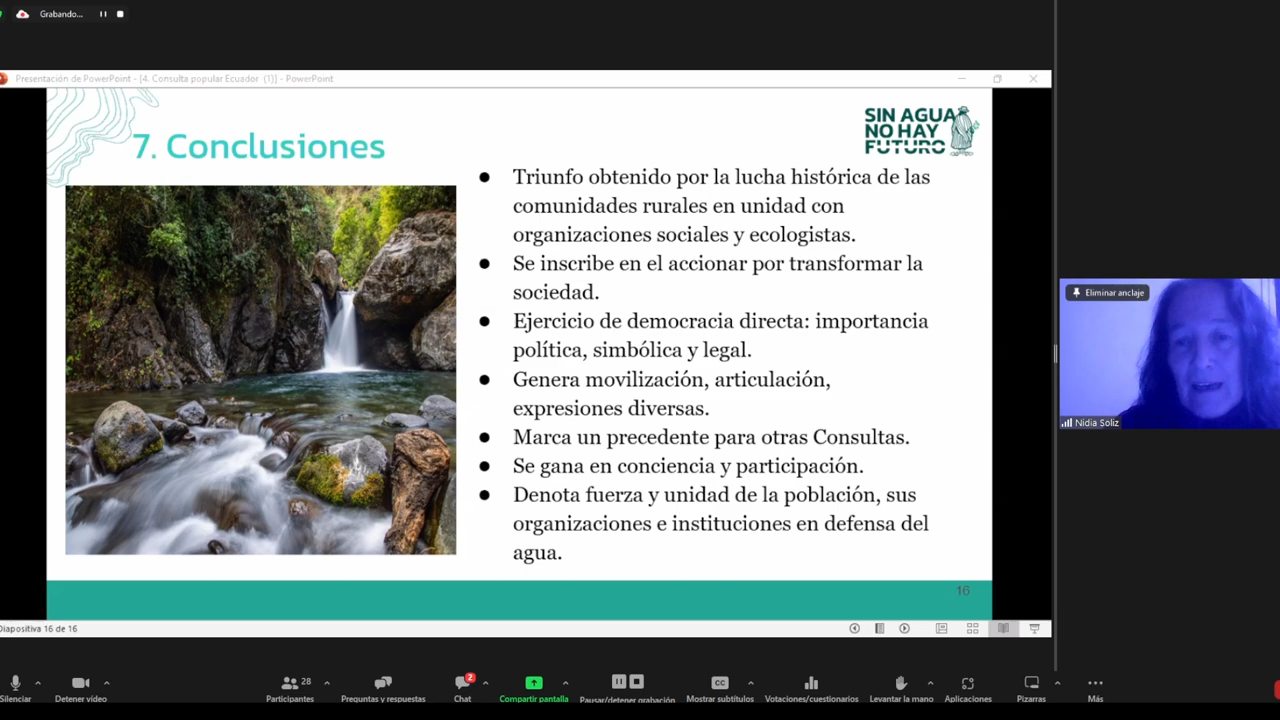 Grabando...
Presentación de PowerPoint - [4. Consulta popular Ecuador (1)] - PowerPoint
7. Conclusiones
SIN AGUA
NO HAY
FUTURO
● Triunfo obtenido por la lucha histórica de las
comunidades rurales en unidad con
organizaciones sociales y ecologistas.
● Se inscribe en el accionar por transformar la
sociedad.
● Ejercicio de democracia directa: importancia
política, simbólica y legal.
● Genera movilización, articulación,
expresiones diversas.
● Marca un precedente para otras Consultas.
● Se gana en conciencia y participación.
● Denota fuerza y unidad de la población, sus
organizaciones e instituciones en defensa del
agua.
16
Eliminar anclaje
Nidia Soliz
Diapositiva 16 de 16
28
2
CC
Silenciar
Detener vídeo
Participantes
Preguntas y respuestas
Chat
Compartir pantalla
Pausar/detener grabación
Mostrar subtítulos
Votaciones/cuestionarios
Levantar la mano
Aplicaciones
Pizarras
Más